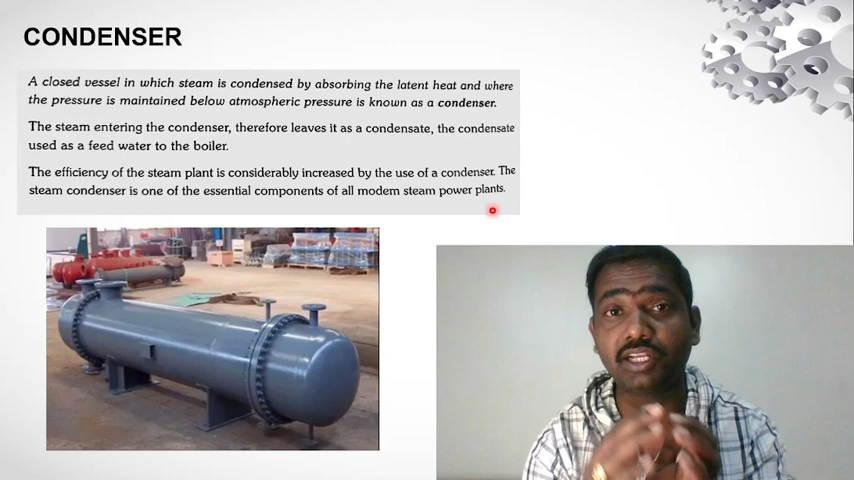 CONDENSER
A closed vessel in which steam is condensed by absorbing the latent heat and where
the pressure is maintained below atmospheric pressure is known as a condenser.
The steam entering the condenser, therefore leaves it as a condensate, the condensate
used as a feed water to the boiler.
The efficiency of the steam plant is considerably increased by the use of a condenser. The
steam condenser is one of the essential components of all modem steam power plants.